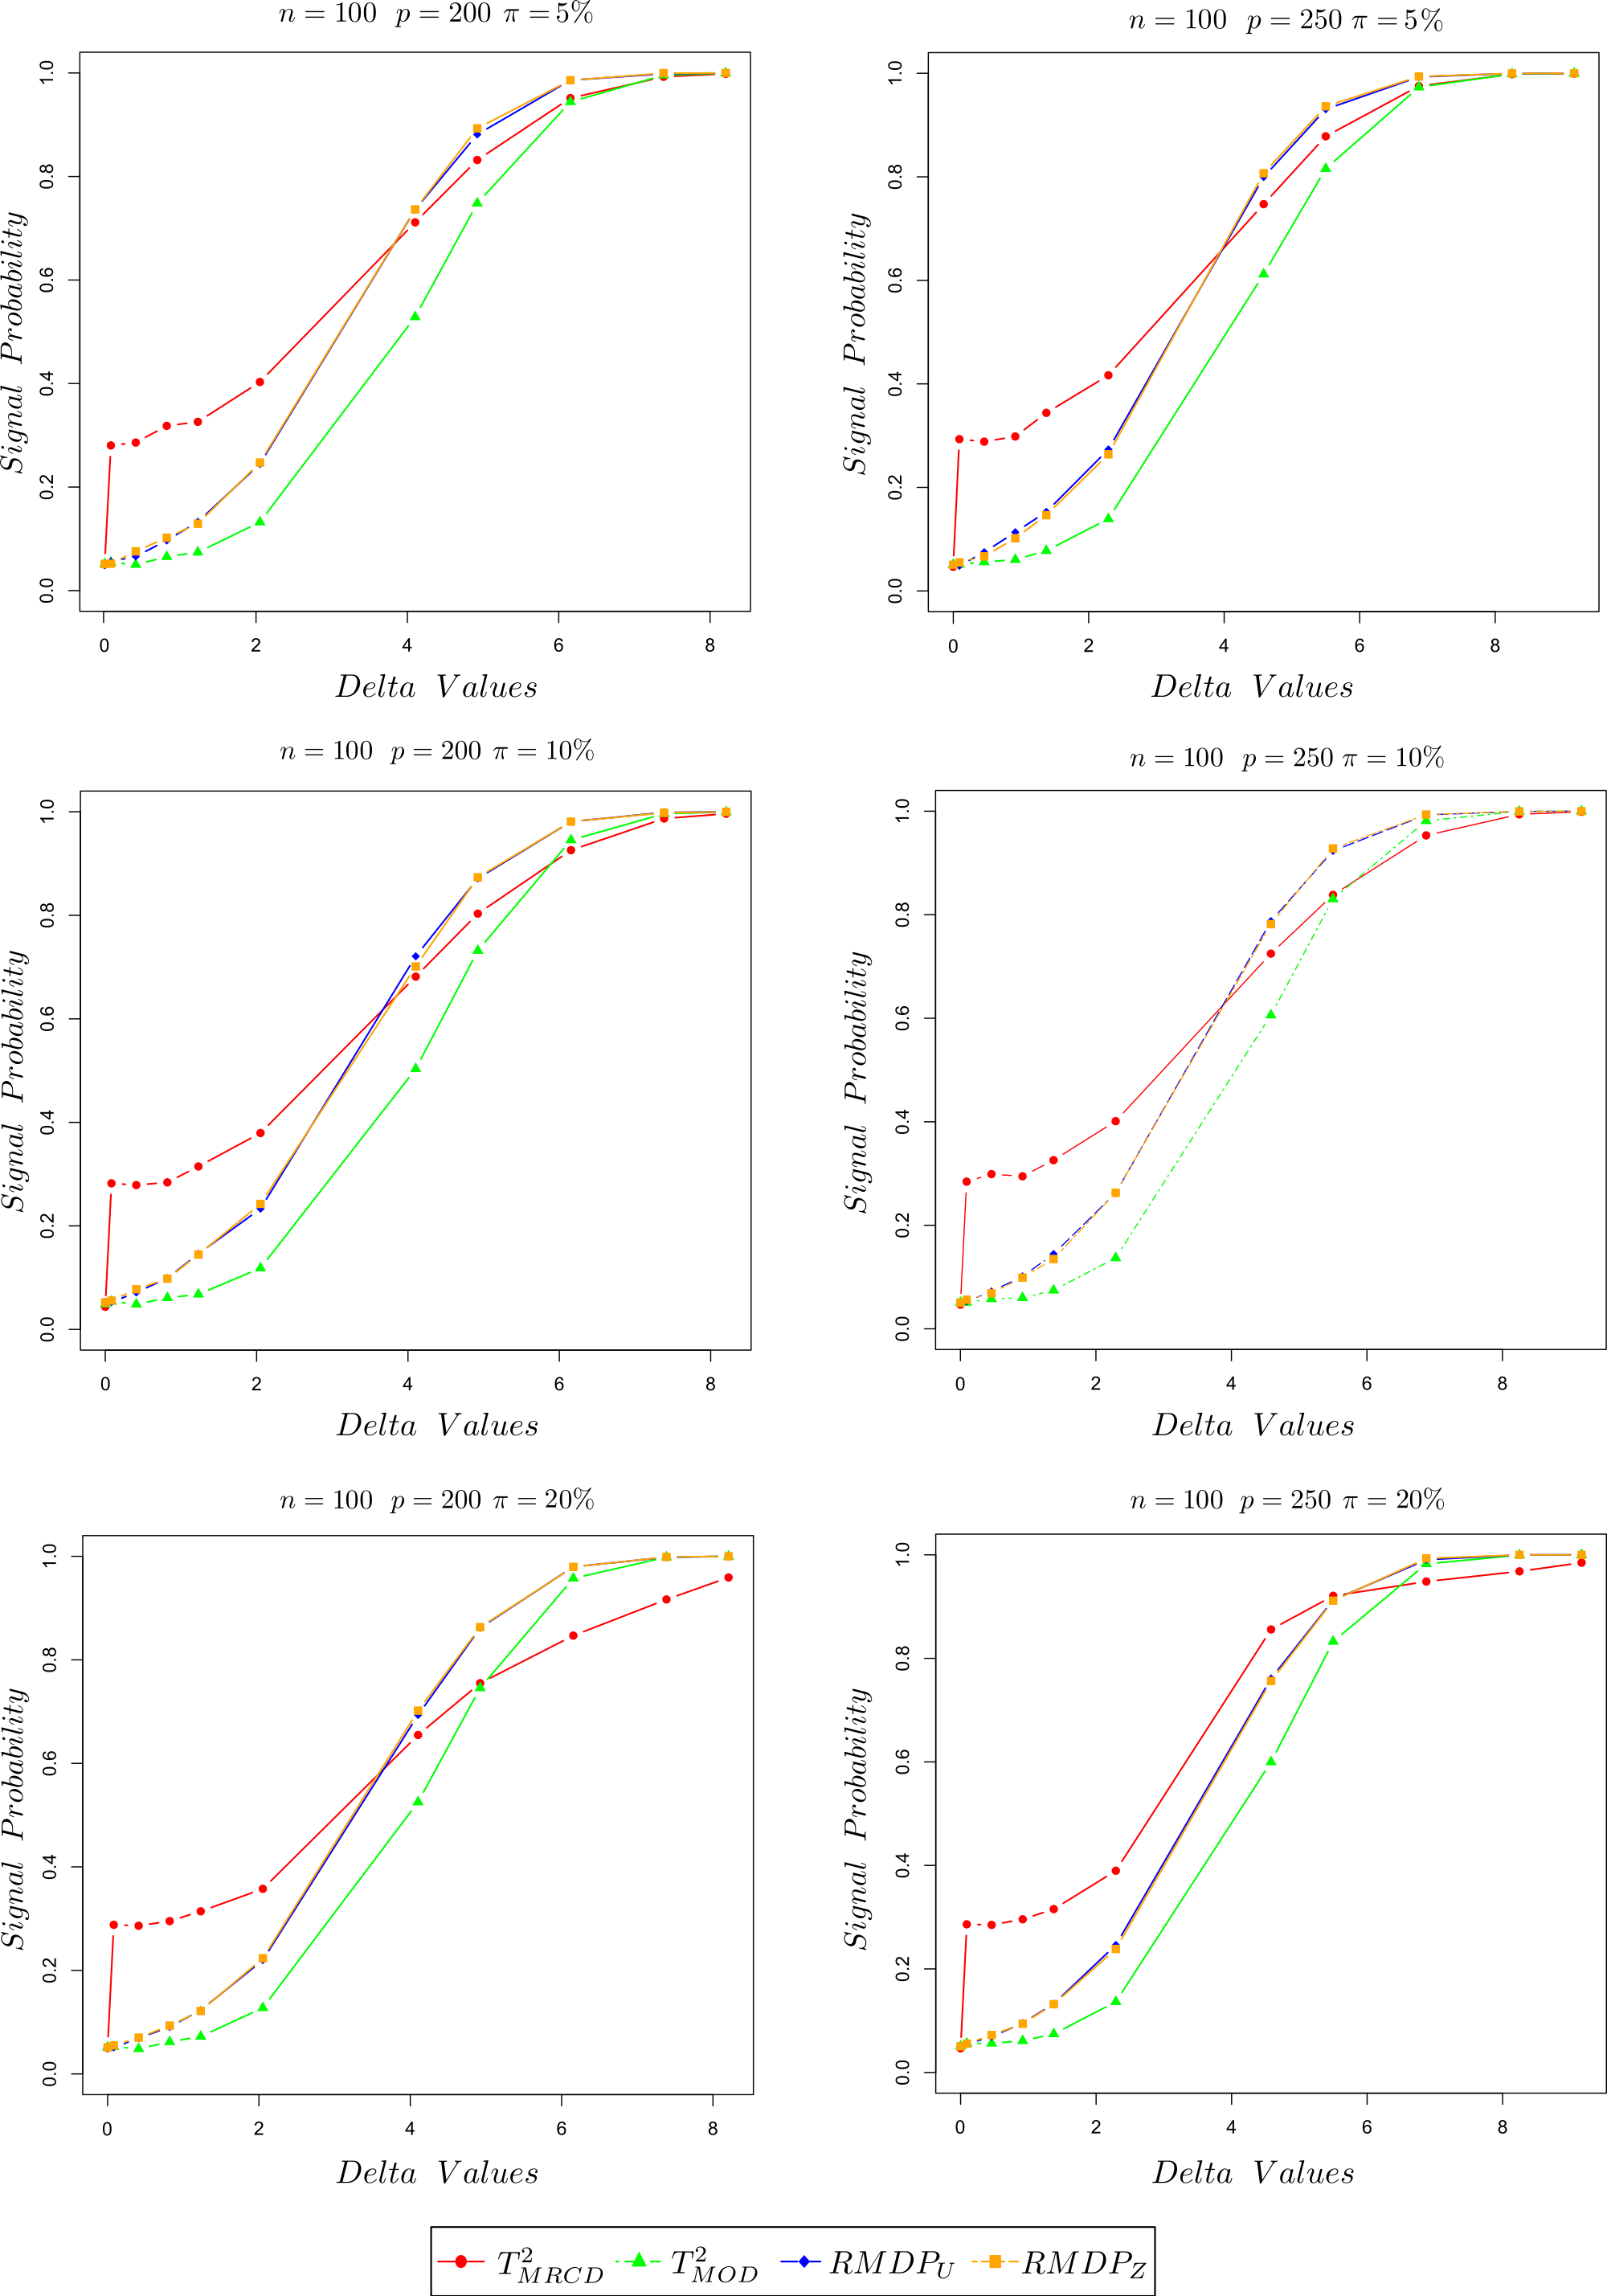 n = 100 p = 200 π = 5%
Signal Probability
1.0
0.8
0.6
0.4
0.2
0.0
0 2 4 6 8
Delta Values
n = 100 p = 250 π = 5%
Signal Probability
1.0
0.8
0.6
0.4
0.2
0.0
0 2 4 6 8
Delta Values
n = 100 p = 200 π = 10%
Signal Probability
1.0
0.8
0.6
0.4
0.2
0.0
0 2 4 6 8
Delta Values
n = 100 p = 250 π = 10%
Signal Probability
1.0
0.8
0.6
0.4
0.2
0.0
0 2 4 6 8
Delta Values
n = 100 p = 200 π = 20%
Signal Probability
1.0
0.8
0.6
0.4
0.2
0.0
0 2 4 6 8
Delta Values
n = 100 p = 250 π = 20%
Signal Probability
1.0
0.8
0.6
0.4
0.2
0.0
0 2 4 6 8
Delta Values
T²_MRCD T²_MOD RMDP_U RMDP_Z